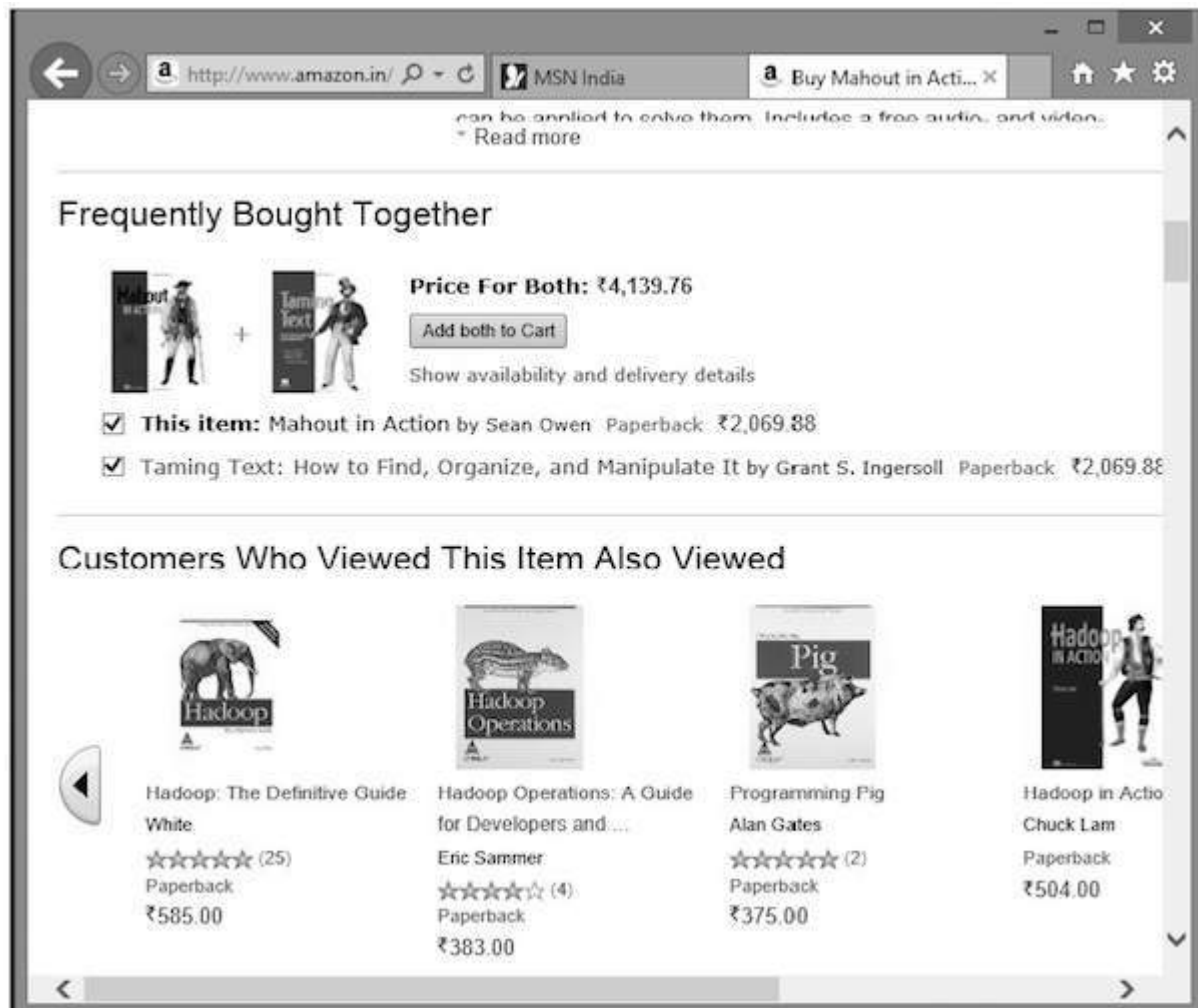 http://www.amazon.in/
MSN India
Buy Mahout in Acti...
can be applied to solve them. Includes a free audio- and video-
Read more
Frequently Bought Together
Mahout
IN ACTION
+
Taming
Text
Price For Both: ₹4,139.76
Add both to Cart
Show availability and delivery details
This item: Mahout in Action by Sean Owen Paperback ₹2,069.88
Taming Text: How to Find, Organize, and Manipulate It by Grant S. Ingersoll Paperback ₹2,069.88
Customers Who Viewed This Item Also Viewed
Hadoop
Hadoop
Operations
Pig
Hadoop
IN ACTION
Hadoop: The Definitive Guide
White
(25)
Paperback
₹585.00
Hadoop Operations: A Guide
for Developers and ...
Eric Sammer
(4)
Paperback
₹383.00
Programming Pig
Alan Gates
(2)
Paperback
₹375.00
Hadoop in Actio
Chuck Lam
Paperback
₹504.00